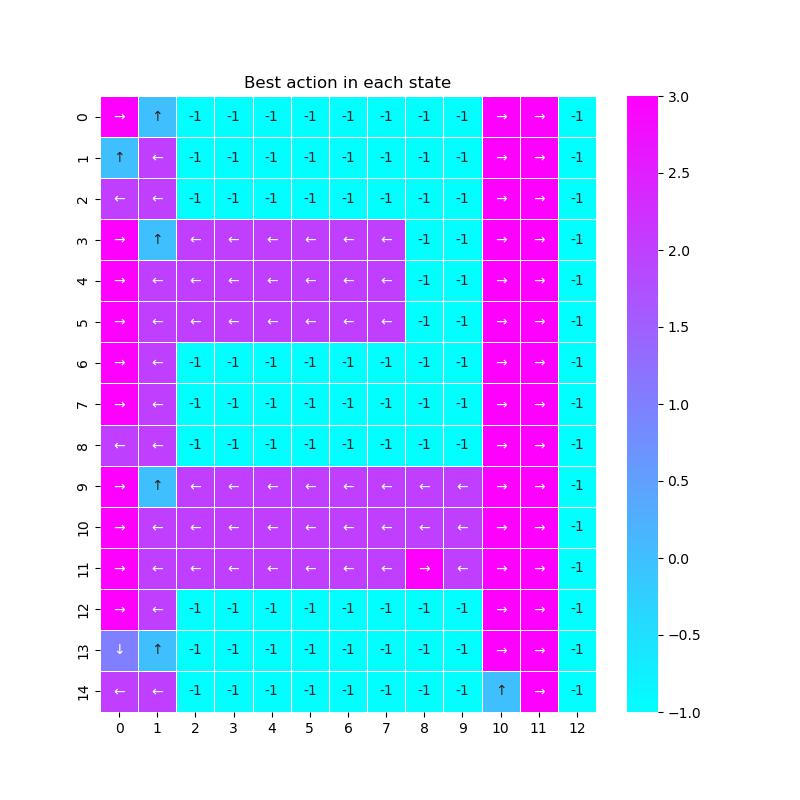 Best action in each state
0 → ↑ -1 -1 -1 -1 -1 -1 -1 -1 → → -1
1 ↑ ← -1 -1 -1 -1 -1 -1 -1 -1 → → -1
2 ← ← -1 -1 -1 -1 -1 -1 -1 -1 → → -1
3 → ↑ ← ← ← ← ← ← -1 -1 → → -1
4 → ← ← ← ← ← ← ← -1 -1 → → -1
5 → ← ← ← ← ← ← ← -1 -1 → → -1
6 → ← -1 -1 -1 -1 -1 -1 -1 -1 → → -1
7 → ← -1 -1 -1 -1 -1 -1 -1 -1 → → -1
8 ← ← -1 -1 -1 -1 -1 -1 -1 -1 → → -1
9 → ↑ ← ← ← ← ← ← ← ← → → -1
10 → ← ← ← ← ← ← ← ← ← → → -1
11 → ← ← ← ← ← ← ← → ← → → -1
12 → ← -1 -1 -1 -1 -1 -1 -1 -1 → → -1
13 ↓ ↑ -1 -1 -1 -1 -1 -1 -1 -1 → → -1
14 ← ← -1 -1 -1 -1 -1 -1 -1 -1 ↑ → -1
0 1 2 3 4 5 6 7 8 9 10 11 12
3.0
2.5
2.0
1.5
1.0
0.5
0.0
−0.5
−1.0